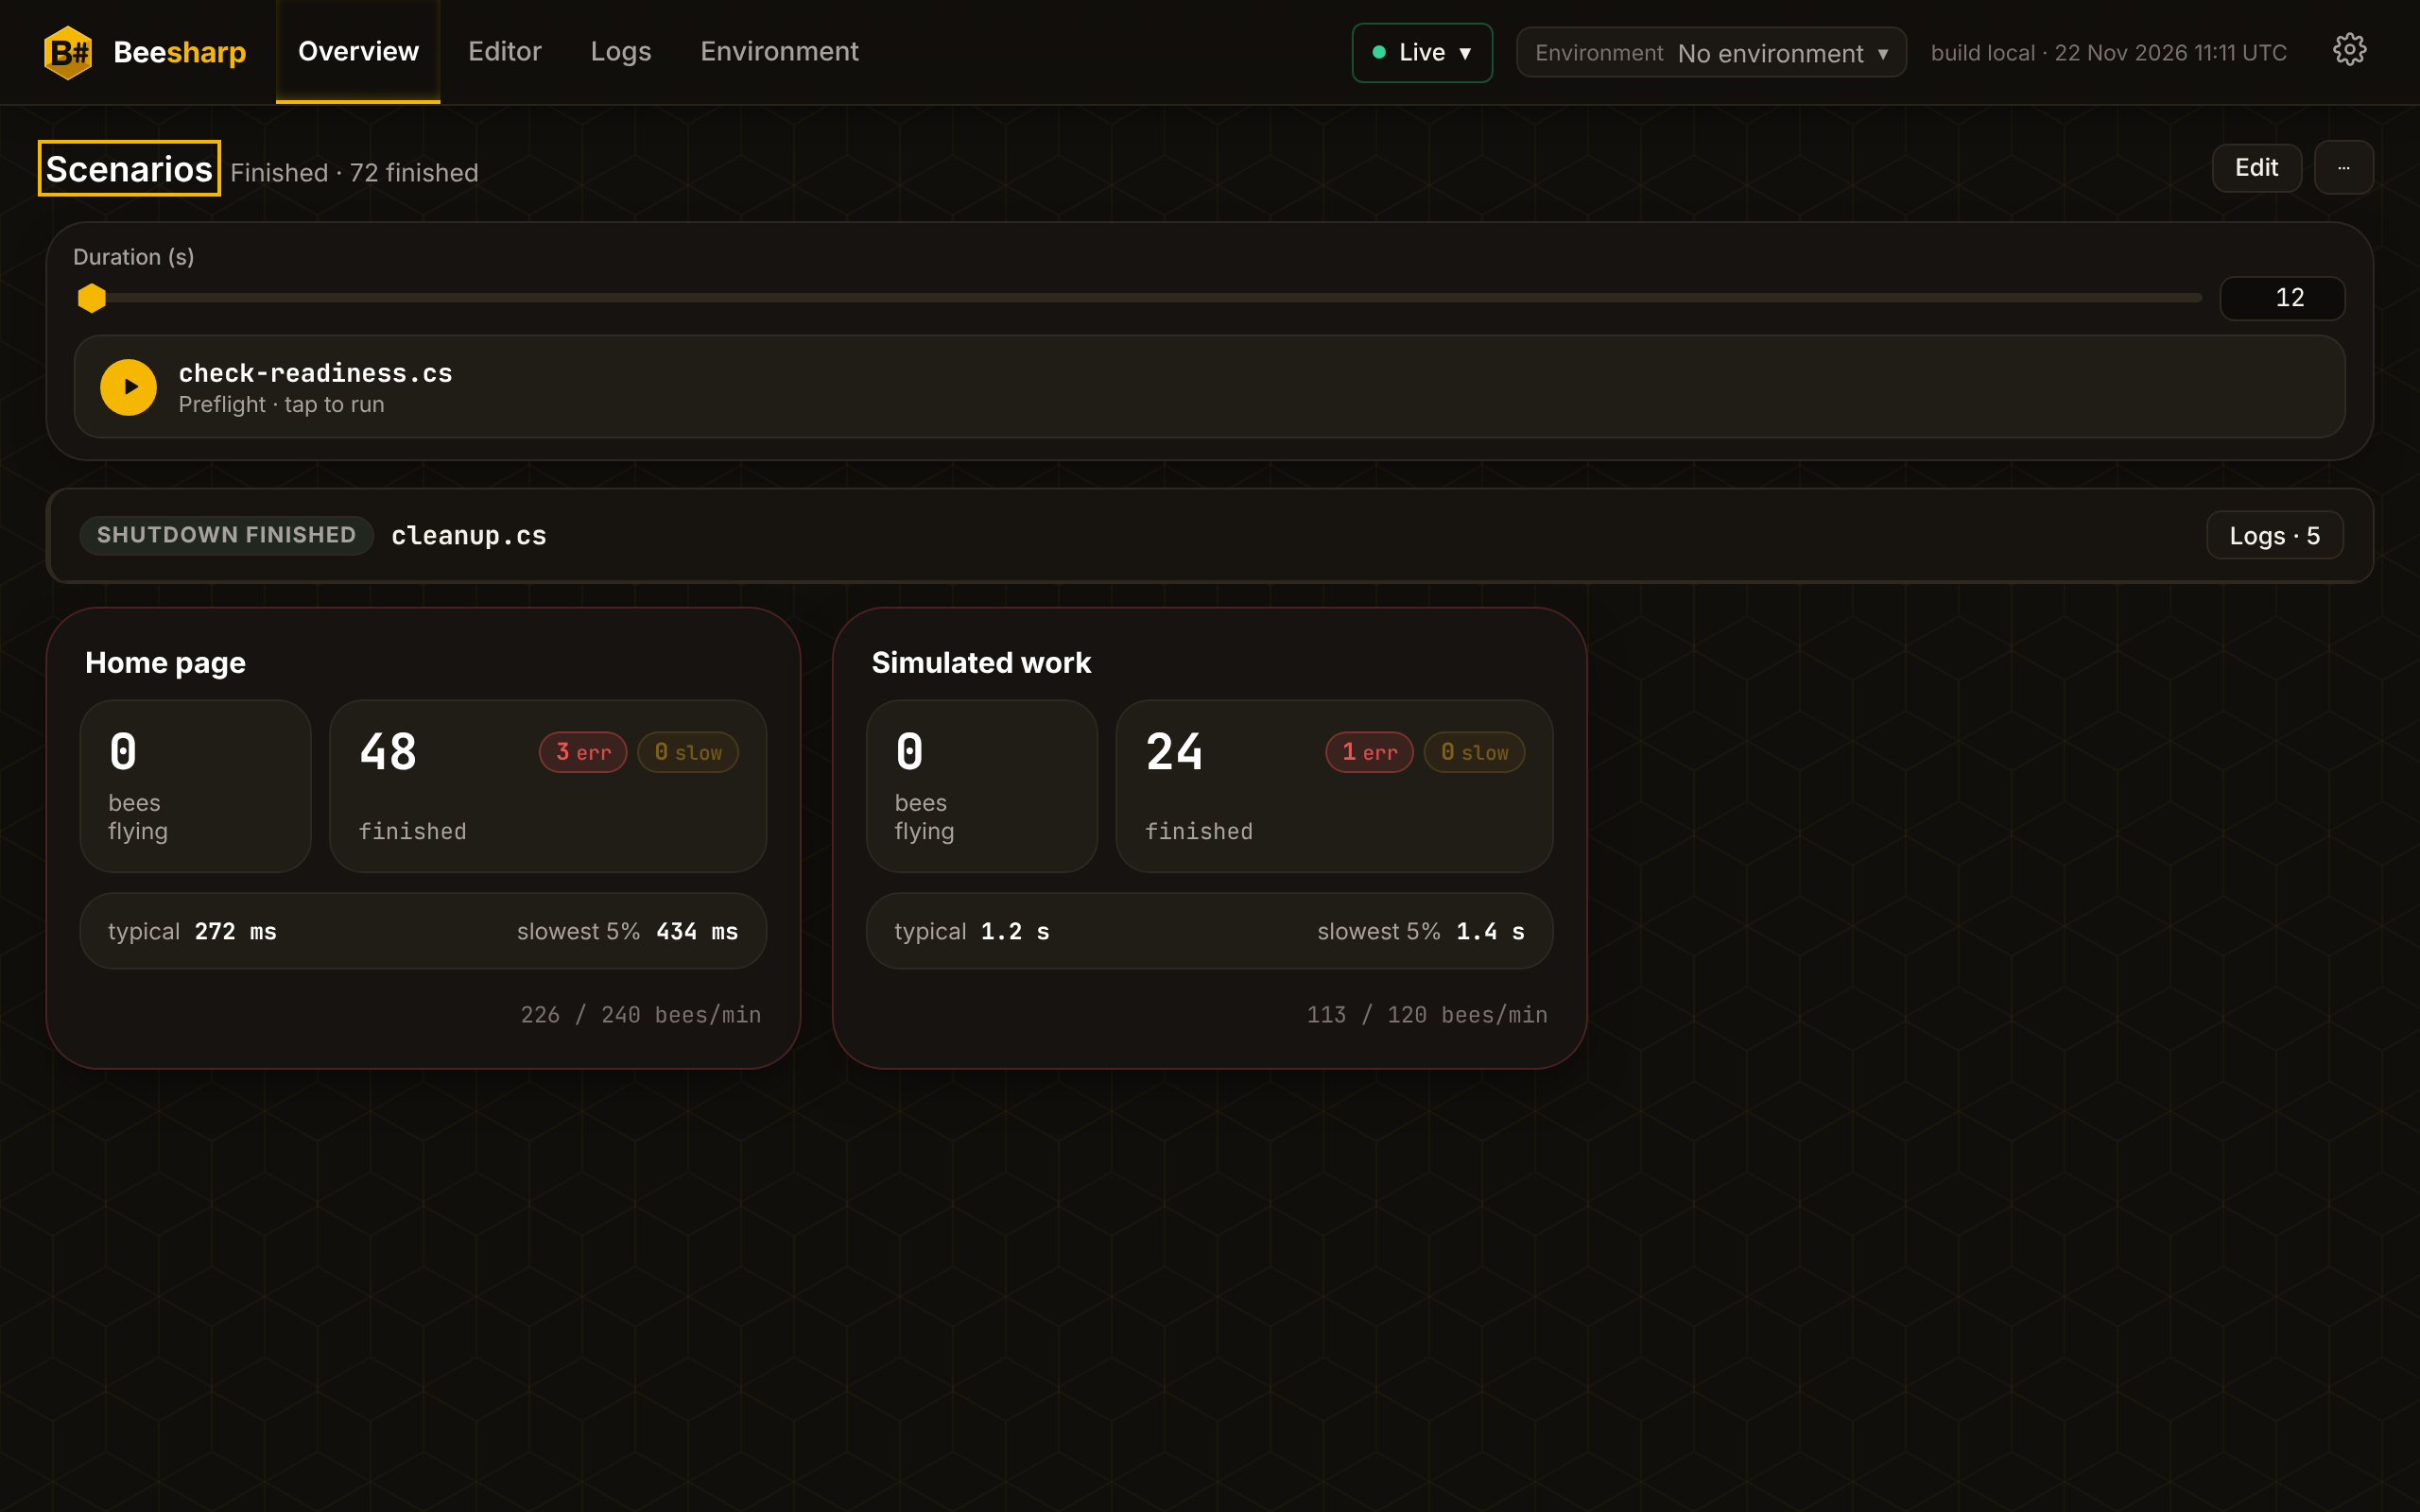 B# Beesharp Overview Editor Logs Environment Live ▾ Environment No environment ▾ build local · 22 Nov 2026 11:11 UTC
Scenarios Finished · 72 finished Edit ...
Duration (s)
12
check-readiness.cs
Preflight · tap to run
SHUTDOWN FINISHED cleanup.cs Logs · 5
Home page
0
bees
flying
48 3 err 0 slow
finished
typical 272 ms slowest 5% 434 ms
226 / 240 bees/min
Simulated work
0
bees
flying
24 1 err 0 slow
finished
typical 1.2 s slowest 5% 1.4 s
113 / 120 bees/min